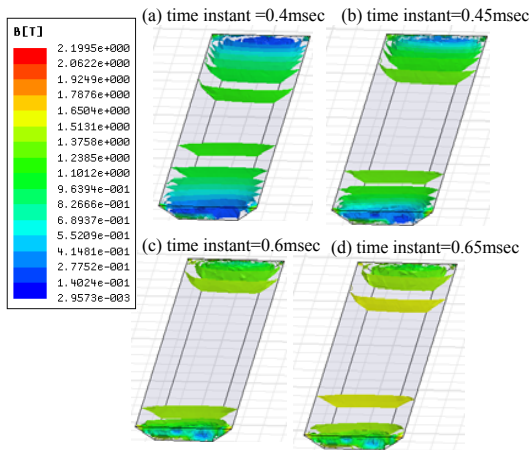 (a) time instant =0.4msec
(b) time instant=0.45msec
B[T]
2.1995e+000
2.0622e+000
1.9249e+000
1.7876e+000
1.6504e+000
1.5131e+000
1.3758e+000
1.2385e+000
1.1012e+000
9.6394e-001
8.2666e-001
6.8937e-001
5.5209e-001
4.1481e-001
2.7752e-001
1.4024e-001
2.9573e-003
(c) time instant=0.6msec
(d) time instant=0.65msec